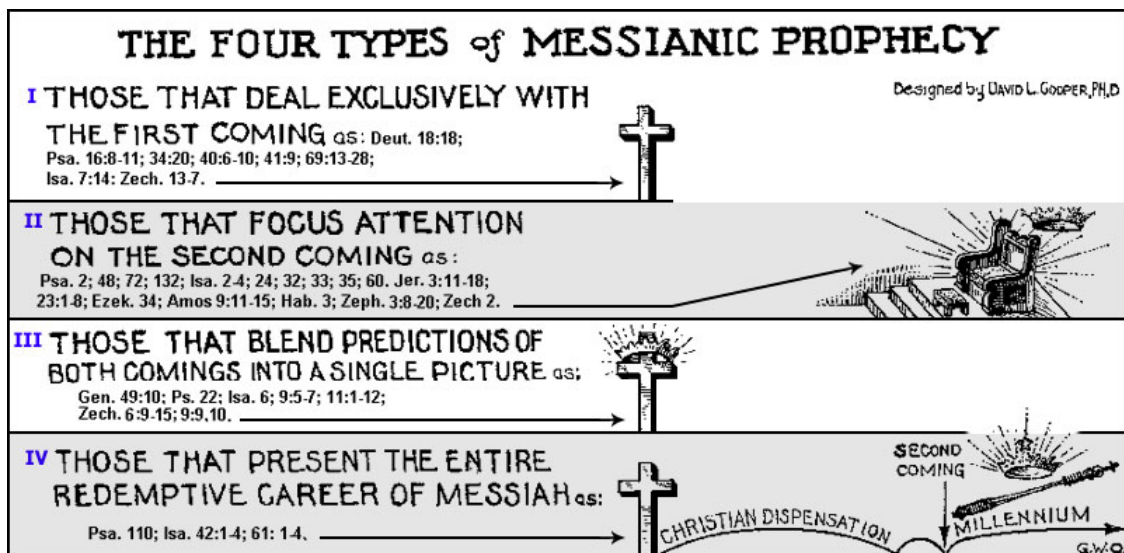 THE FOUR TYPES of MESSIANIC PROPHECY
Designed by DAVID L. COOPER, PH.D
I THOSE THAT DEAL EXCLUSIVELY WITH
THE FIRST COMING as: Deut. 18:18;
Psa. 16:8-11; 34:20; 40:6-10; 41:9; 69:13-28;
Isa. 7:14: Zech. 13-7.
II THOSE THAT FOCUS ATTENTION
ON THE SECOND COMING as:
Psa. 2; 48; 72; 132; Isa. 2-4; 24; 32; 33; 35; 60. Jer. 3:11-18;
23:1-8; Ezek. 34; Amos 9:11-15; Hab. 3; Zeph. 3:8-20; Zech 2.
III THOSE THAT BLEND PREDICTIONS OF
BOTH COMINGS INTO A SINGLE PICTURE as;
Gen. 49:10; Ps. 22; Isa. 6; 9:5-7; 11:1-12;
Zech. 6:9-15; 9:9,10.
IV THOSE THAT PRESENT THE ENTIRE
REDEMPTIVE CAREER OF MESSIAH as:
Psa. 110; Isa. 42:1-4; 61: 1-4.
SECOND
COMING
CHRISTIAN DISPENSATION
MILLENNIUM